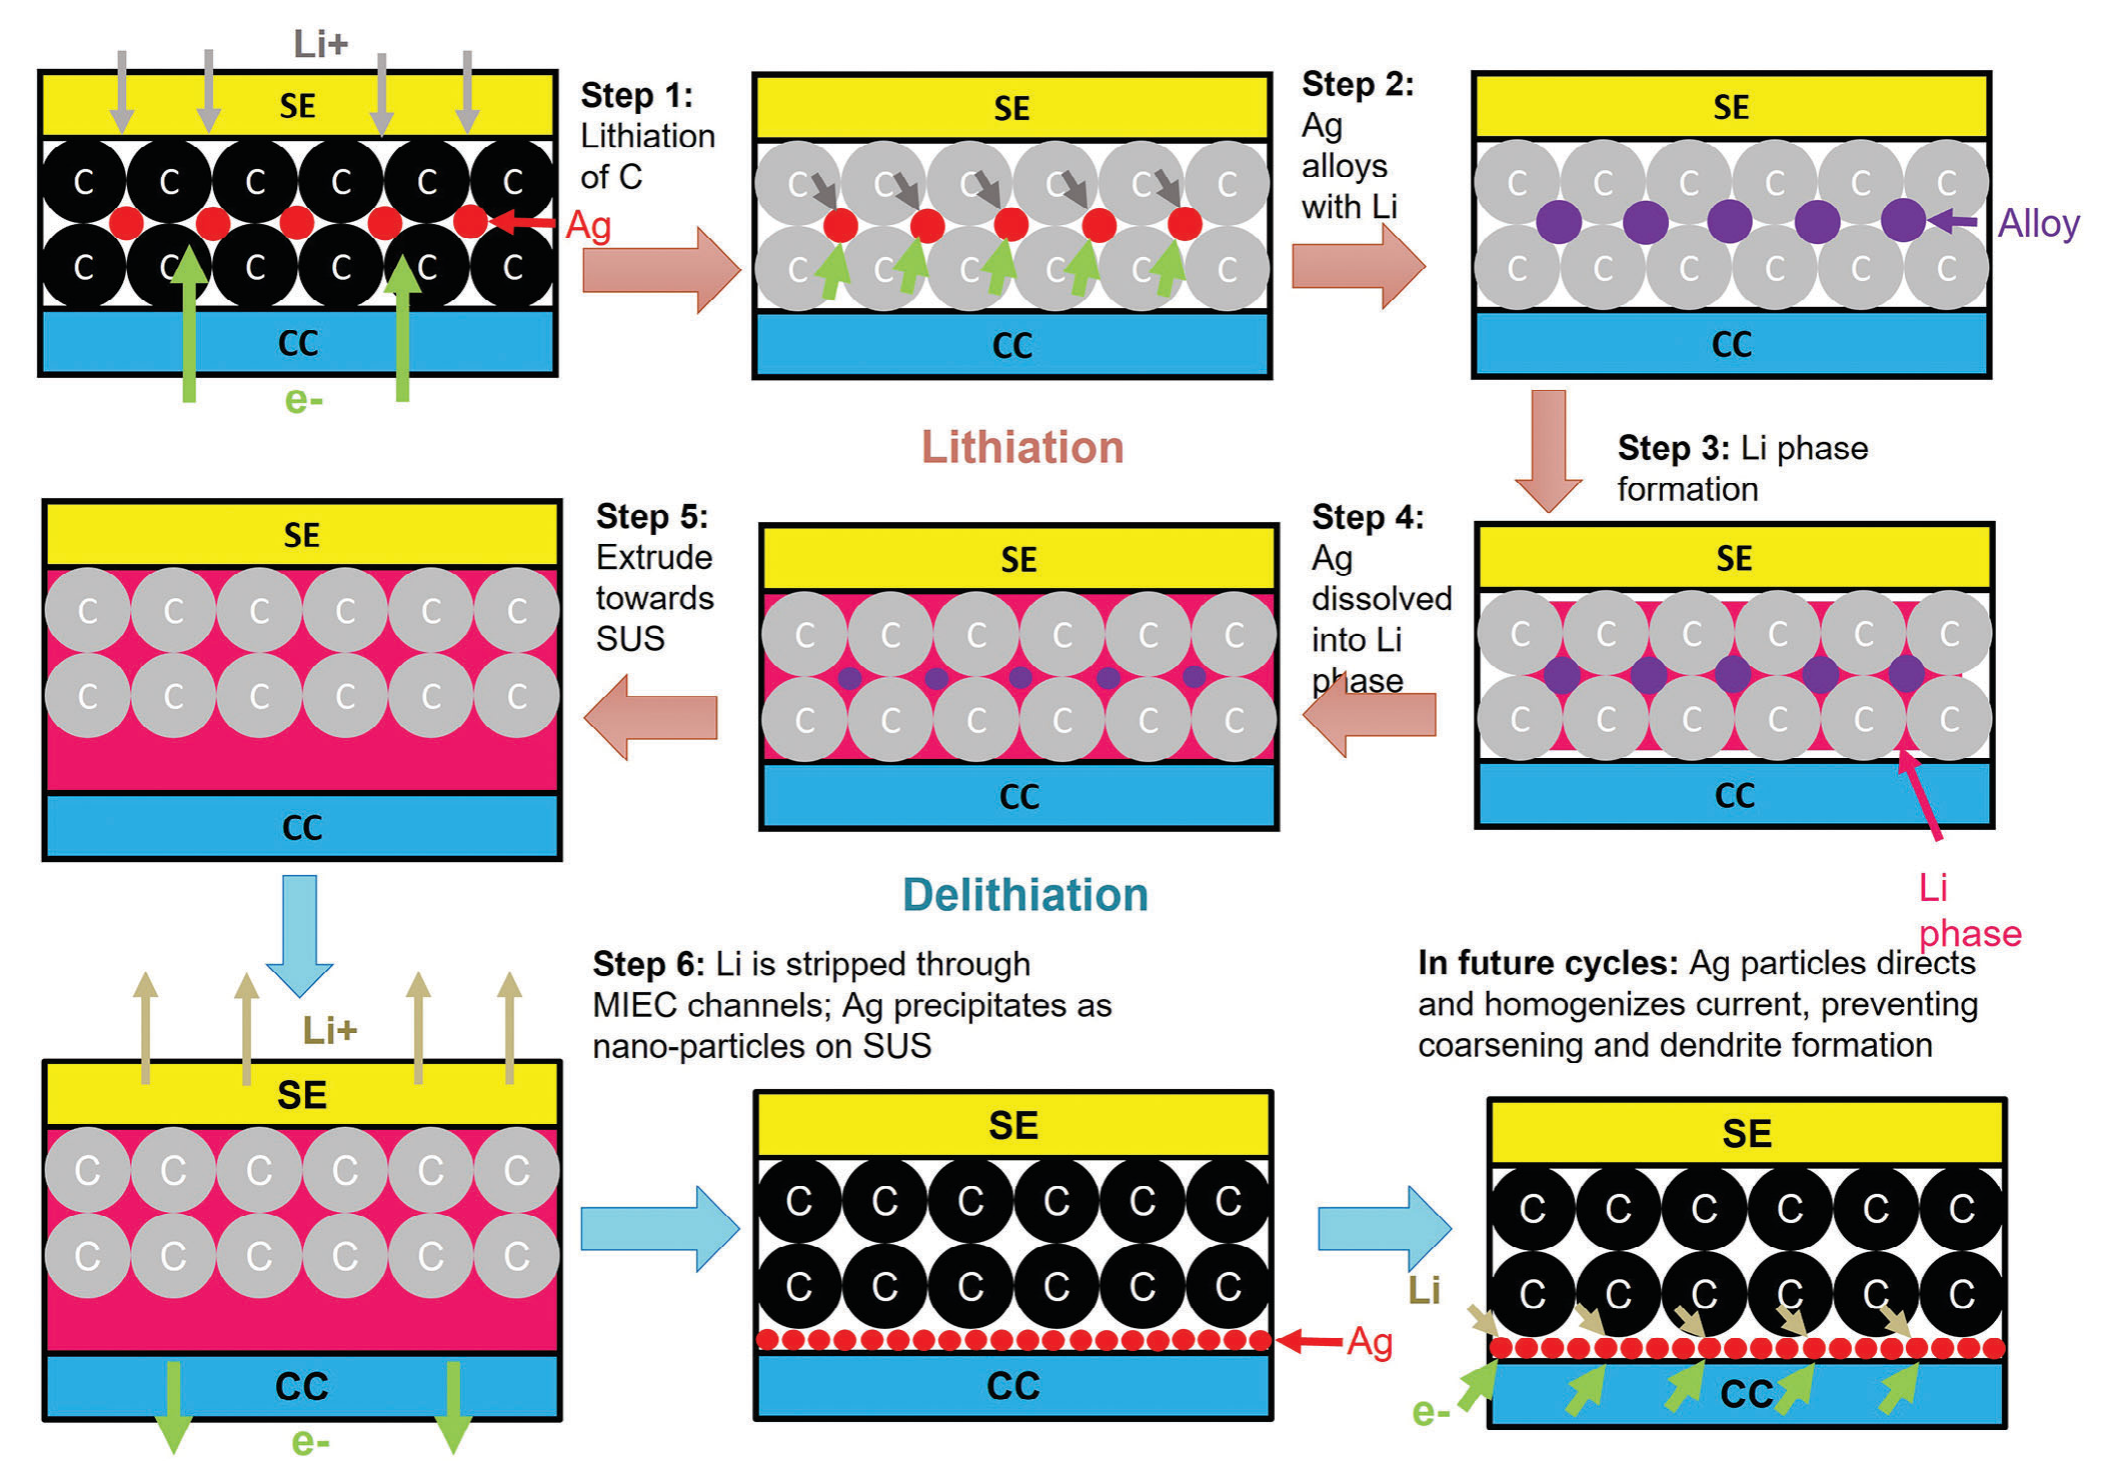 Li+
SE
C C C C C C
Ag
C C C C C C
CC
e-
Step 1:
Lithiation
of C
SE
C C C C C C
C C C C C C
CC
Step 2:
Ag
alloys
with Li
SE
C C C C C C
Alloy
C C C C C C
CC
Lithiation
Step 3: Li phase
formation
SE
C C C C C C
C C C C C C
CC
Li
phase
Step 4:
Ag
dissolved
into Li
phase
SE
C C C C C C
C C C C C C
CC
Step 5:
Extrude
towards
SUS
SE
C C C C C C
C C C C C C
CC
Delithiation
Li+
SE
C C C C C C
C C C C C C
CC
e-
Step 6: Li is stripped through
MIEC channels; Ag precipitates as
nano-particles on SUS
SE
C C C C C C
C C C C C C
Ag
CC
In future cycles: Ag particles directs
and homogenizes current, preventing
coarsening and dendrite formation
SE
C C C C C C
Li
C C C C C C
CC
e-